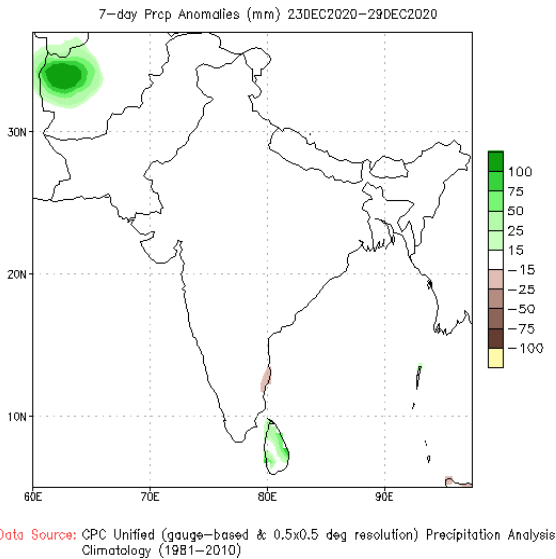 7-day Prcp Anomalies (mm) 23DEC2020-29DEC2020
30N
20N
10N
60E 70E 80E 90E
100
75
50
25
15
-15
-25
-50
-75
-100
Data Source: CPC Unified (gauge-based & 0.5x0.5 deg resolution) Precipitation Analysis
Climatology (1981-2010)